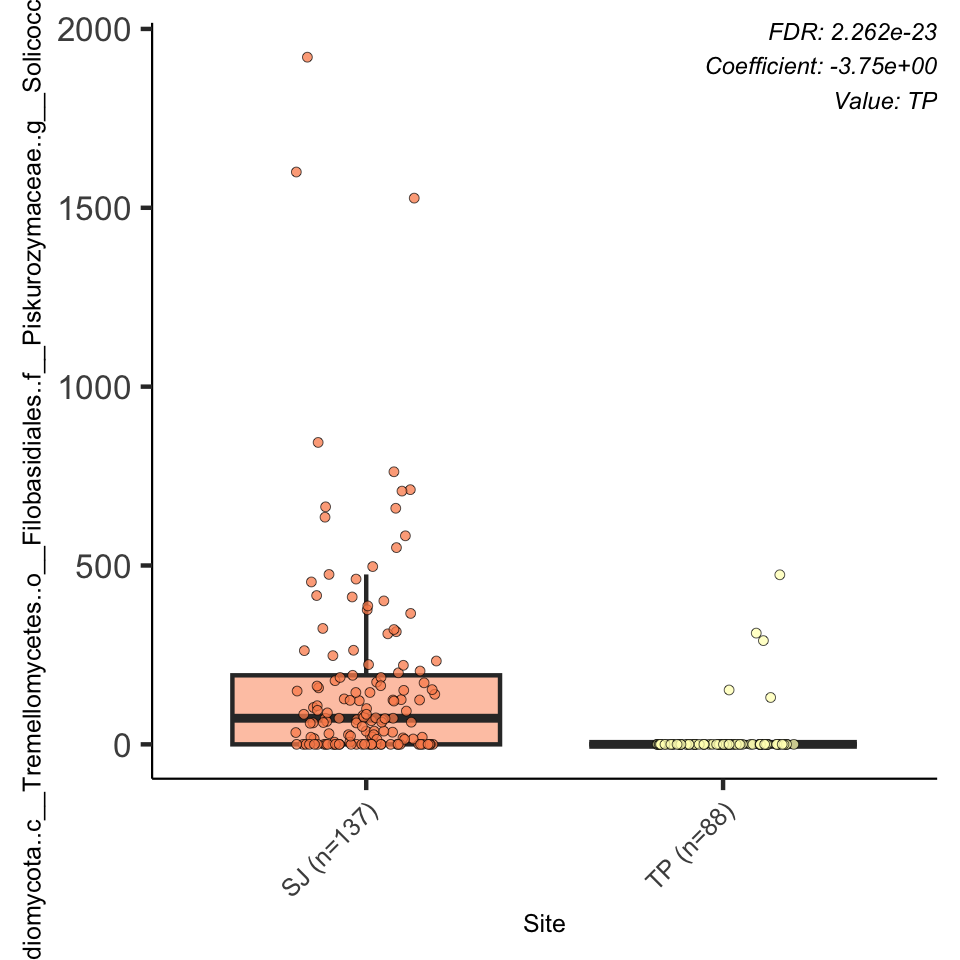 diomycota..c__Tremellomycetes..o__Filobasidiales..f__Piskurozymaceae..g__Solicocc
2000
1500
1000
500
0
FDR: 2.262e-23
Coefficient: -3.75e+00
Value: TP
SJ (n=137)
TP (n=88)
Site